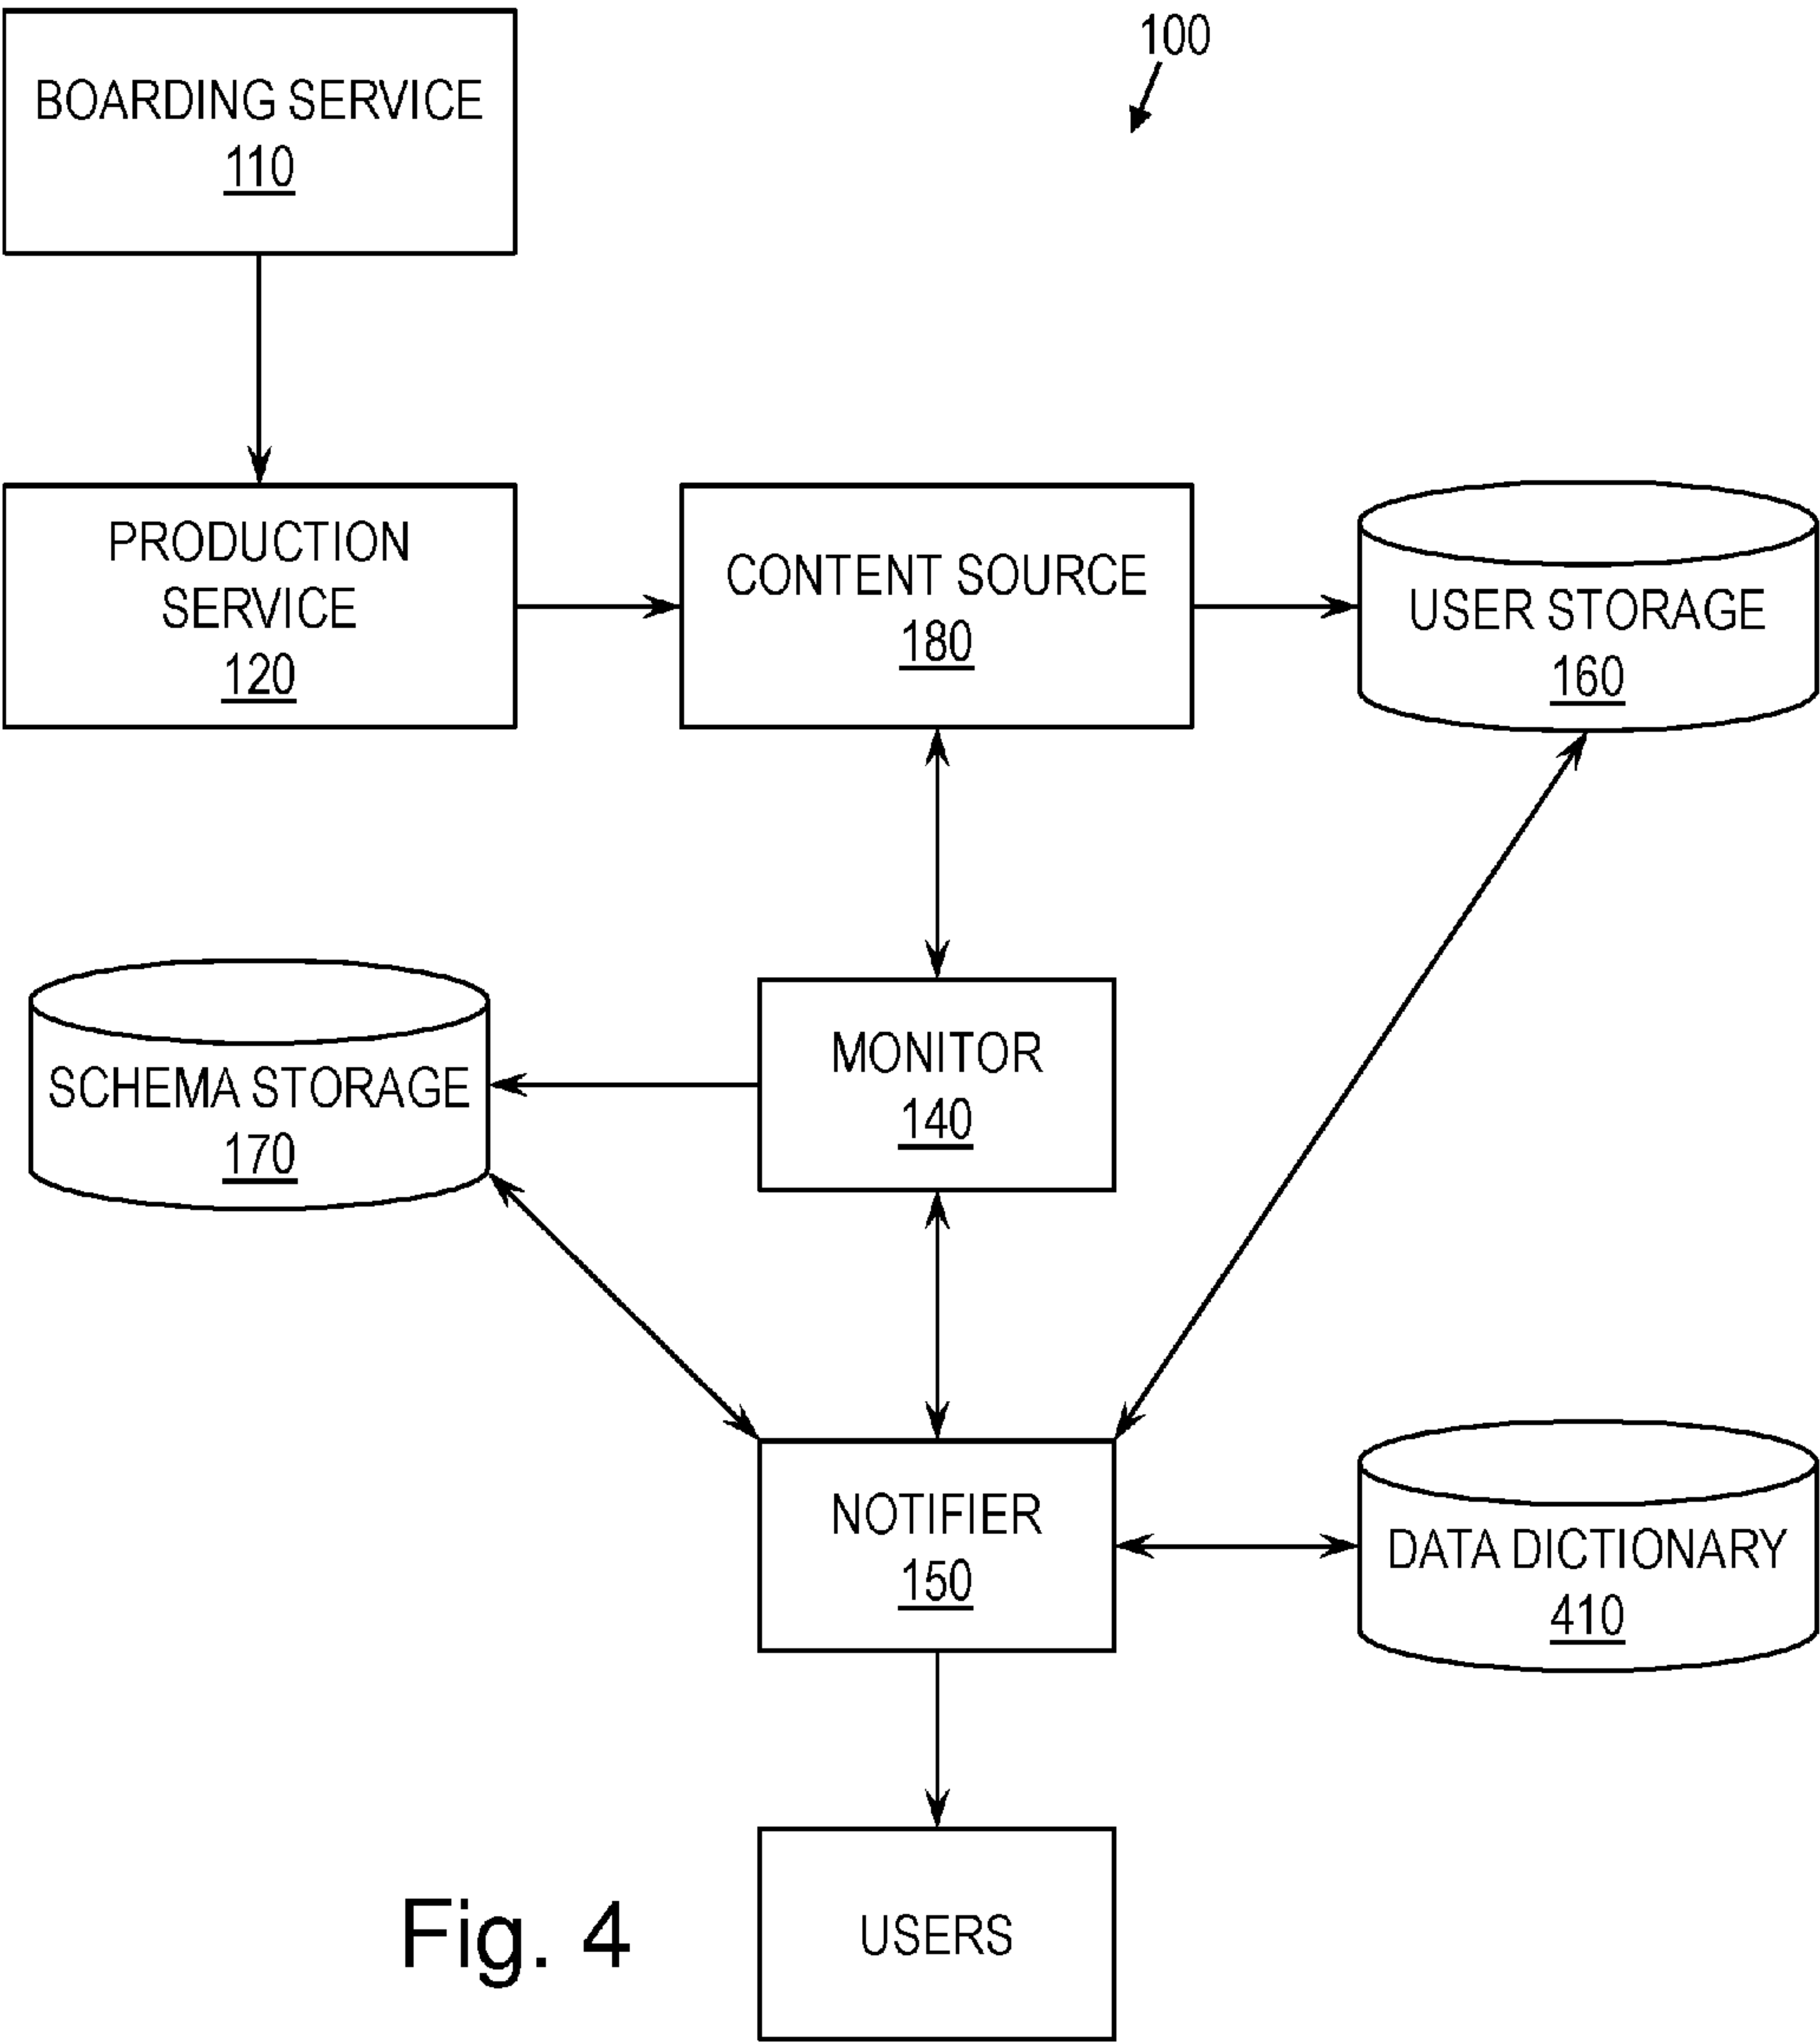 100
BOARDING SERVICE
110
PRODUCTION
SERVICE
120
CONTENT SOURCE
180
USER STORAGE
160
SCHEMA STORAGE
170
MONITOR
140
NOTIFIER
150
DATA DICTIONARY
410
USERS
Fig. 4